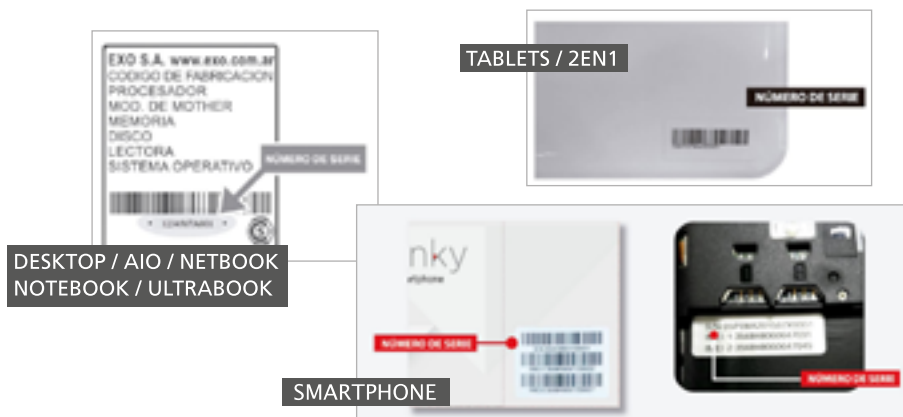 EXO S.A. www.exo.com.ar
CODIGO DE FABRICACION
PROCESADOR
MOD. DE MOTHER
MEMORIA
DISCO
LECTORA
SISTEMA OPERATIVO
NÚMERO DE SERIE
DESKTOP / AIO / NETBOOK
NOTEBOOK / ULTRABOOK
TABLETS / 2EN1
NÚMERO DE SERIE
nky
NÚMERO DE SERIE
NÚMERO DE SERIE
SMARTPHONE